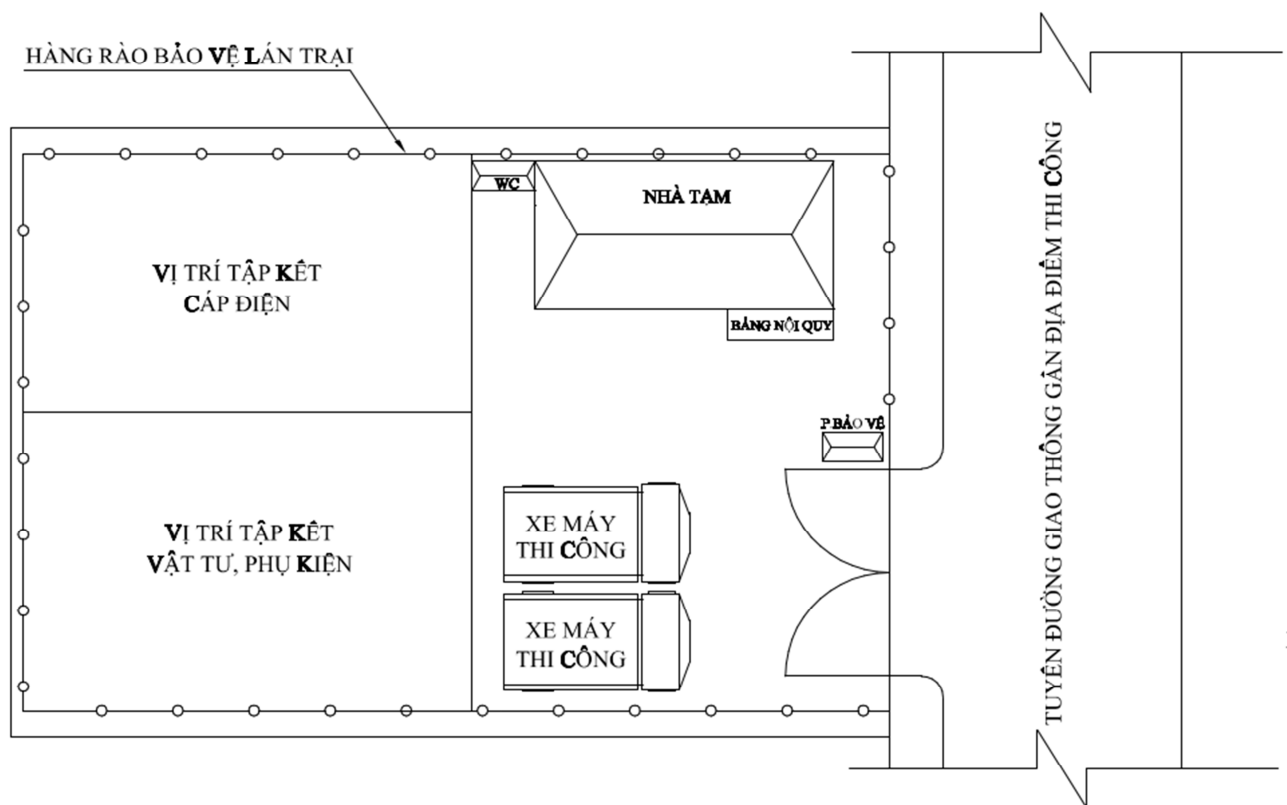 HÀNG RÀO BẢO VỆ LÁN TRẠI
WC
NHÀ TẠM
VỊ TRÍ TẬP KẾT
CÁP ĐIỆN
BẢNG NỘI QUY
P.BẢO VỆ
XE MÁY
THI CÔNG
VỊ TRÍ TẬP KẾT
VẬT TƯ, PHỤ KIỆN
XE MÁY
THI CÔNG
TUYẾN ĐƯỜNG GIAO THÔNG GẦN ĐỊA ĐIỂM THI CÔNG